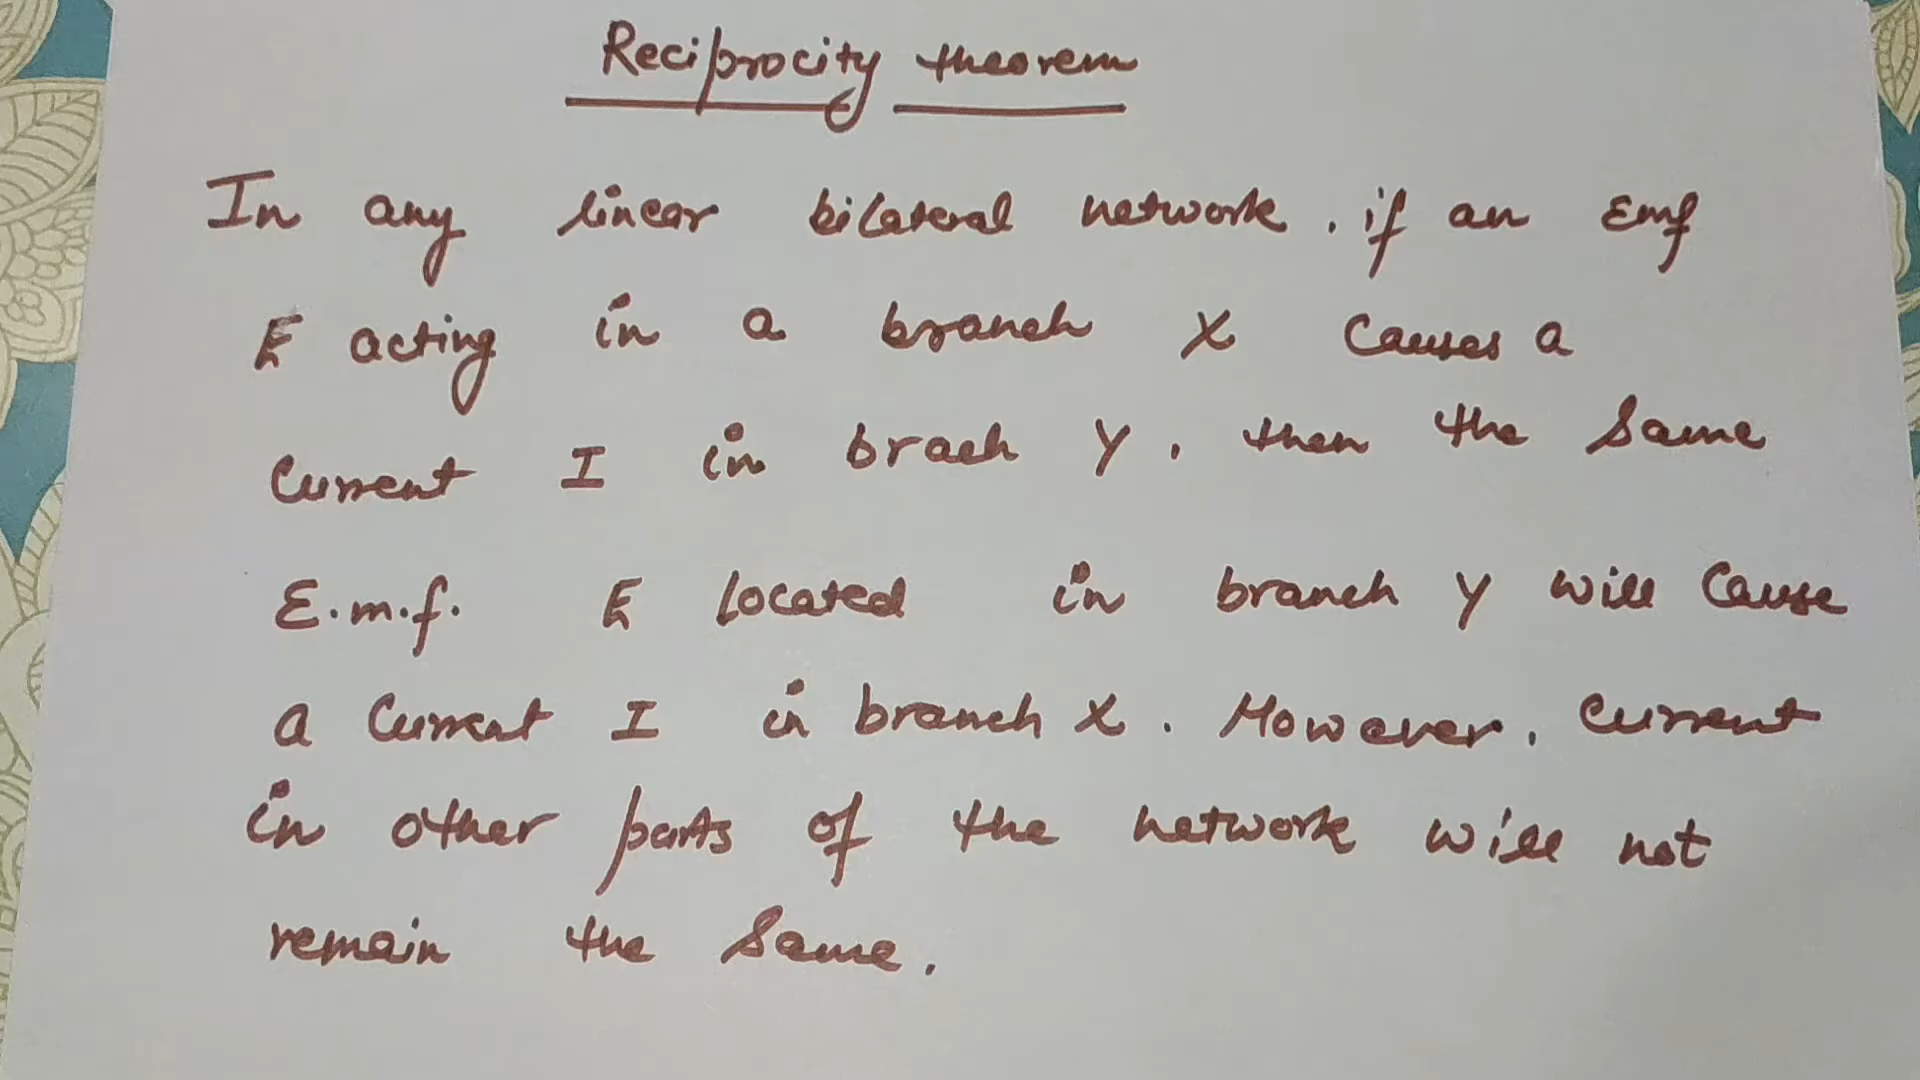 Reciprocity theorem
In any linear bilateral network, if an Emf
E acting in a branch X Causes a
Current I in brach Y, then the Same
E.m.f. E located in branch Y will Cause
a Current I in branch X. However, Current
in other parts of the network will not
remain the Same.